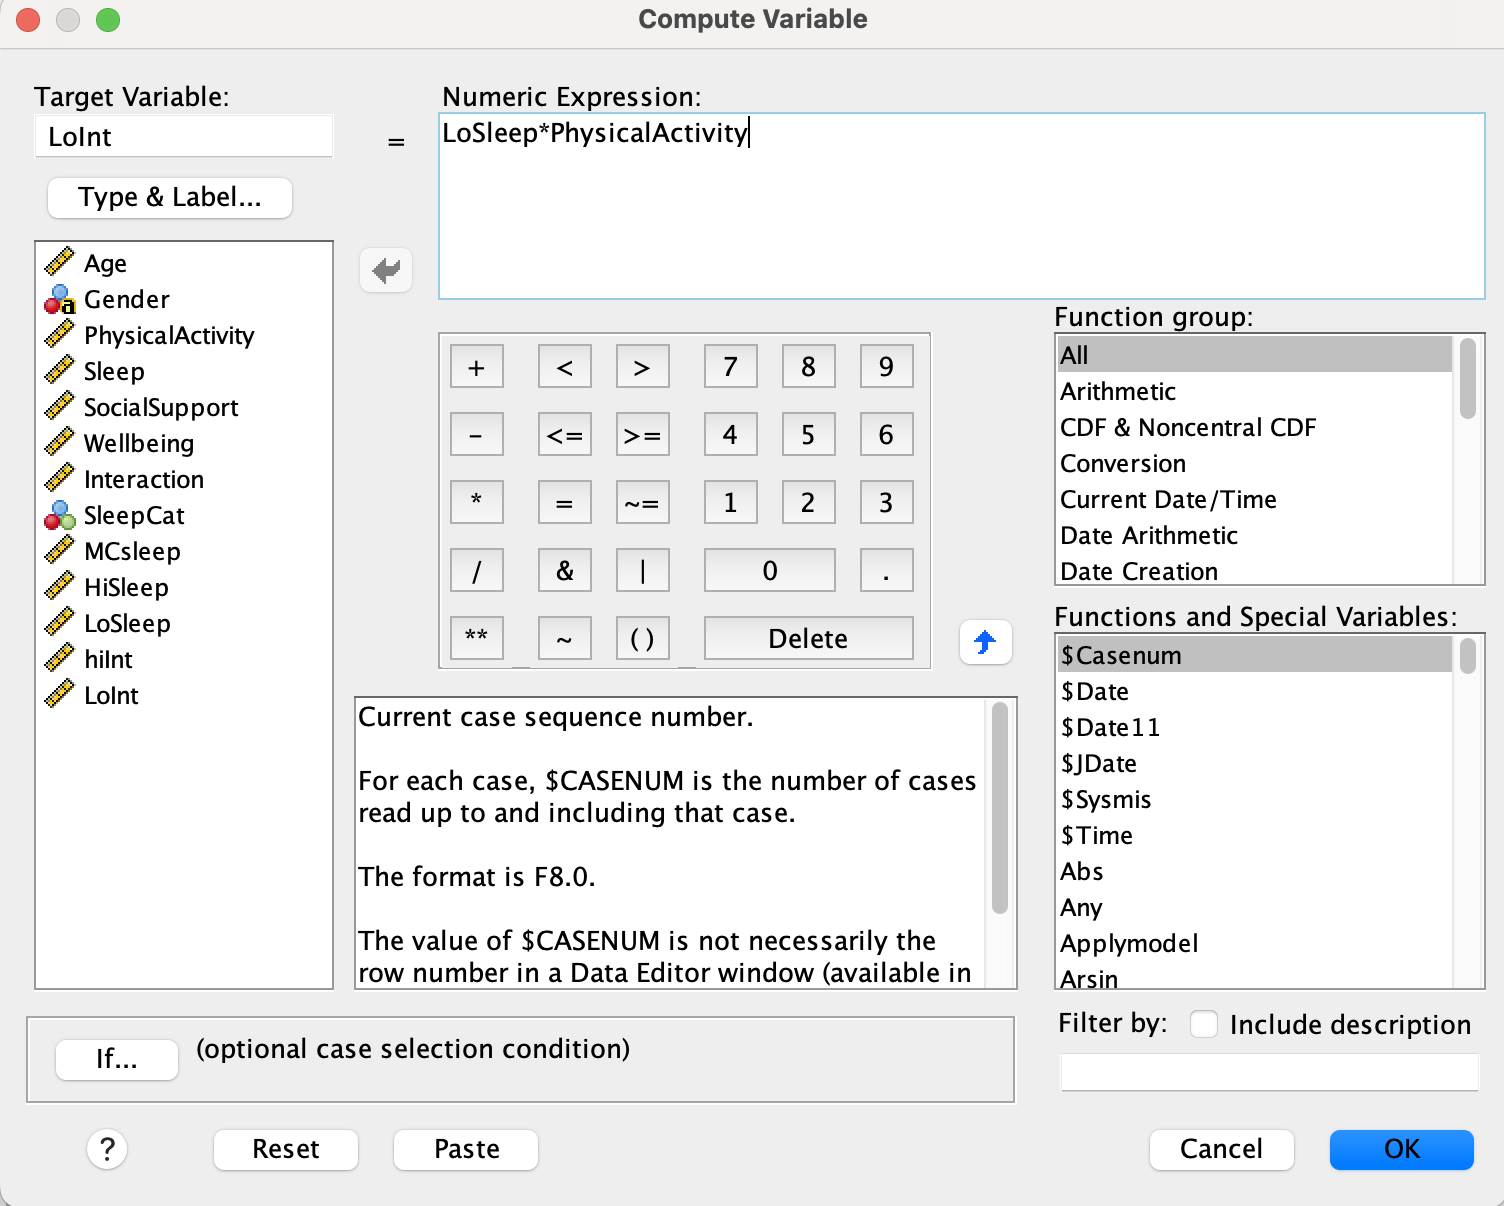 Compute Variable
Target Variable:
LoInt
Type & Label...
=
Numeric Expression:
LoSleep*PhysicalActivity
Age
Gender
PhysicalActivity
Sleep
SocialSupport
Wellbeing
Interaction
SleepCat
MCsleep
HiSleep
LoSleep
hiInt
LoInt
+ < > 7 8 9
- <= >= 4 5 6
* = ~= 1 2 3
/ & | 0 .
** ~ () Delete
Function group:
All
Arithmetic
CDF & Noncentral CDF
Conversion
Current Date/Time
Date Arithmetic
Date Creation
Functions and Special Variables:
$Casenum
$Date
$Date11
$JDate
$Sysmis
$Time
Abs
Any
Applymodel
Arsin
Current case sequence number.
For each case, $CASENUM is the number of cases
read up to and including that case.
The format is F8.0.
The value of $CASENUM is not necessarily the
row number in a Data Editor window (available in
If...
(optional case selection condition)
Filter by:
Include description
?
Reset
Paste
Cancel
OK